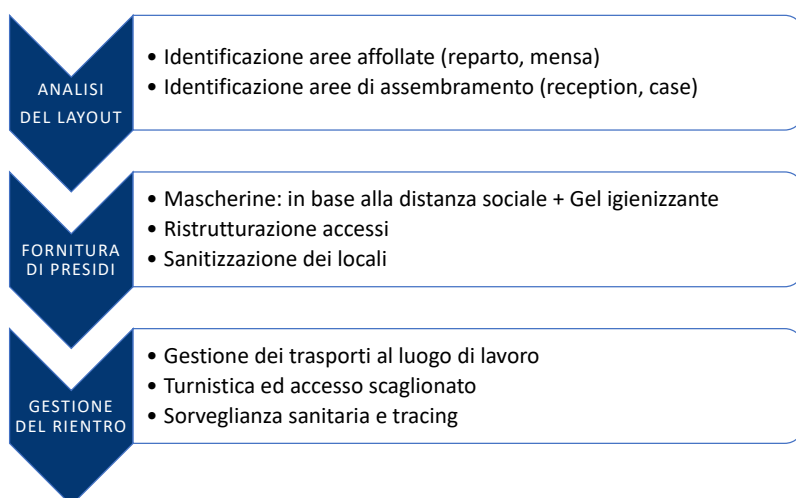 ANALISI
DEL LAYOUT
• Identificazione aree affollate (reparto, mensa)
• Identificazione aree di assembramento (reception, case)
FORNITURA
DI PRESIDI
• Mascherine: in base alla distanza sociale + Gel igienizzante
• Ristrutturazione accessi
• Sanitizzazione dei locali
GESTIONE
DEL RIENTRO
• Gestione dei trasporti al luogo di lavoro
• Turnistica ed accesso scaglionato
• Sorveglianza sanitaria e tracing